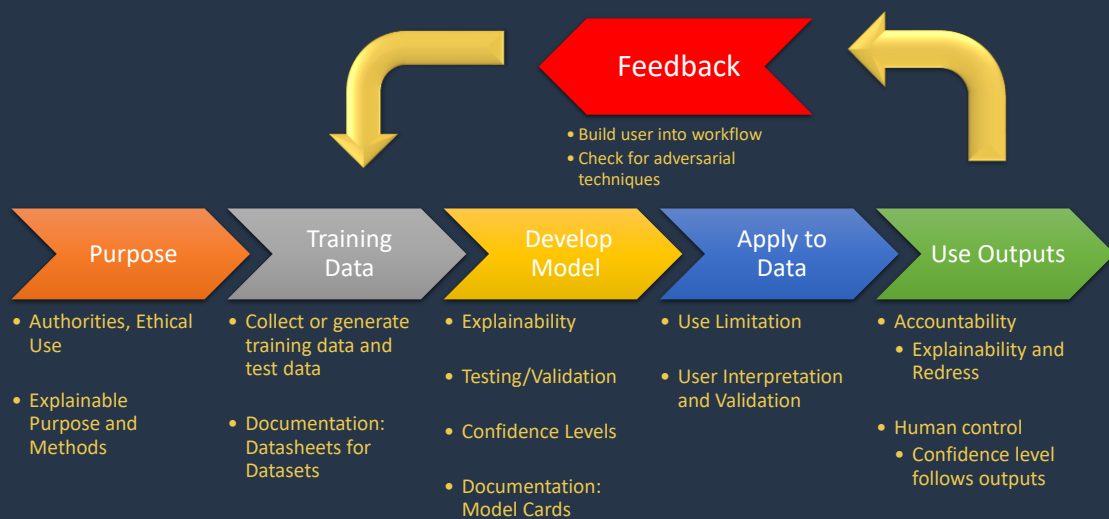 Feedback
• Build user into workflow
• Check for adversarial
techniques
Purpose
• Authorities, Ethical
Use
• Explainable
Purpose and
Methods
Training
Data
• Collect or generate
training data and
test data
• Documentation:
Datasheets for
Datasets
Develop
Model
• Explainability
• Testing/Validation
• Confidence Levels
• Documentation:
Model Cards
Apply to
Data
• Use Limitation
• User Interpretation
and Validation
Use Outputs
• Accountability
• Explainability and
Redress
• Human control
• Confidence level
follows outputs